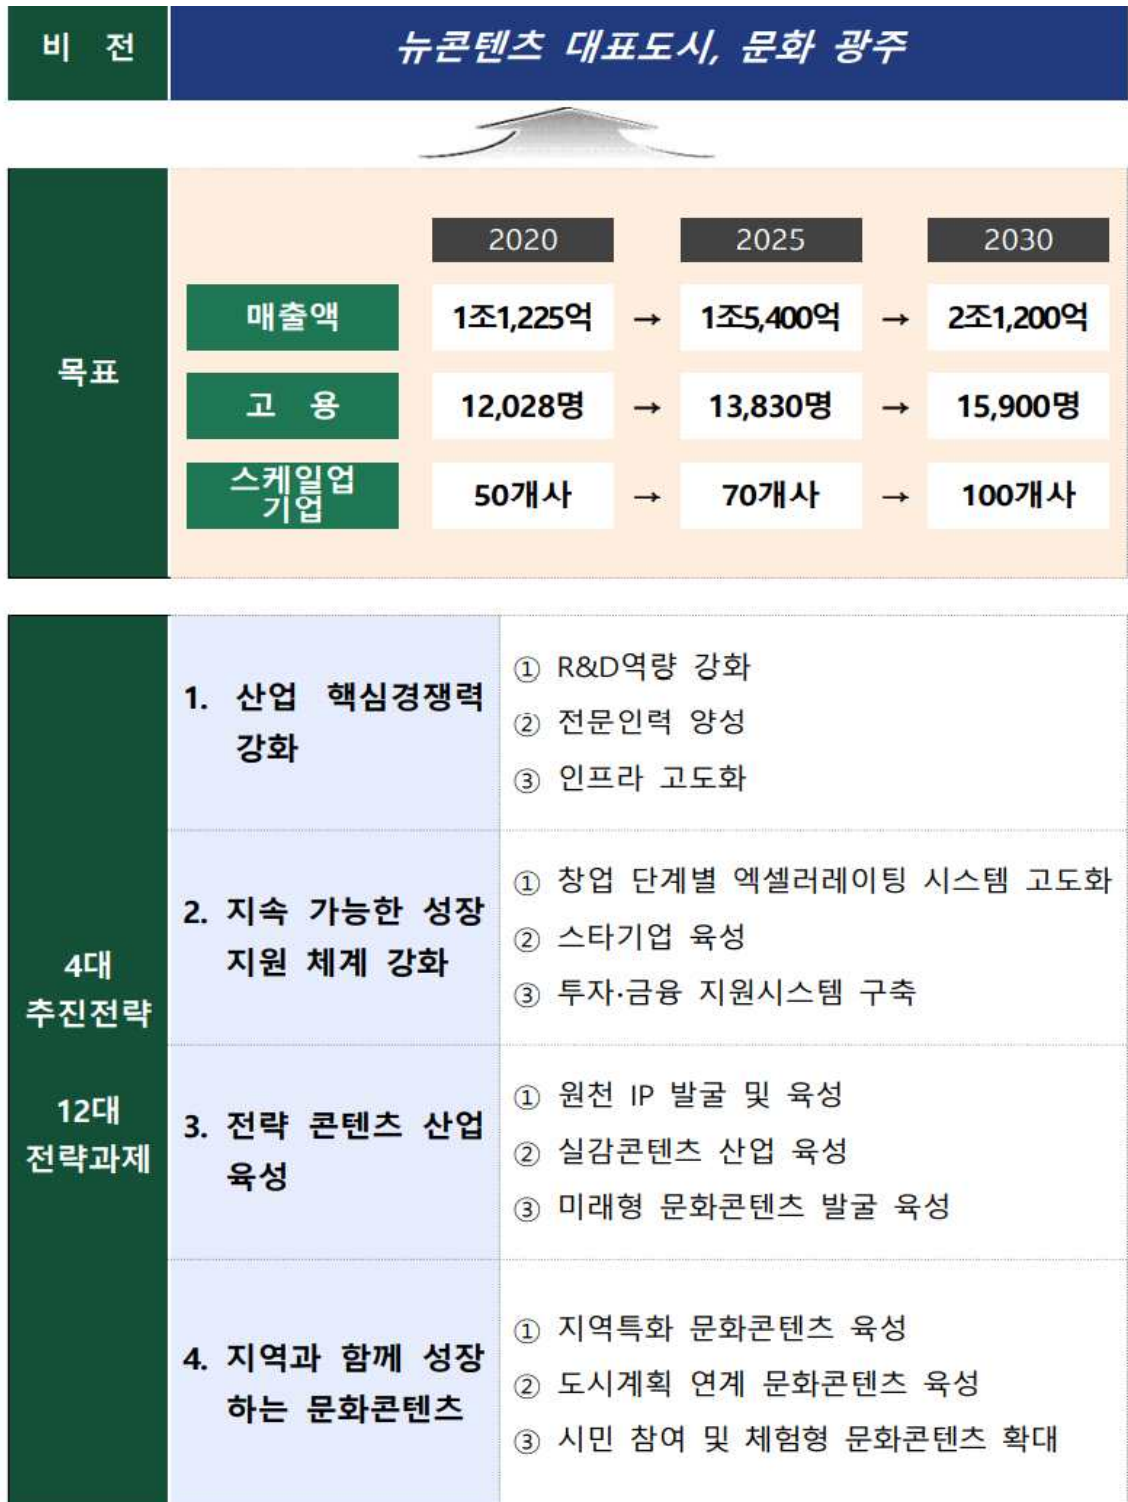 비 전
뉴콘텐츠 대표도시, 문화 광주
목표
2020 2025 2030
매출액 1조1,225억 → 1조5,400억 → 2조1,200억
고 용 12,028명 → 13,830명 → 15,900명
스케일업
기업
50개사 → 70개사 → 100개사
4대
추진전략
12대
전략과제
1. 산업 핵심경쟁력
강화
① R&D역량 강화
② 전문인력 양성
③ 인프라 고도화
2. 지속 가능한 성장
지원 체계 강화
① 창업 단계별 엑셀러레이팅 시스템 고도화
② 스타기업 육성
③ 투자·금융 지원시스템 구축
3. 전략 콘텐츠 산업
육성
① 원천 IP 발굴 및 육성
② 실감콘텐츠 산업 육성
③ 미래형 문화콘텐츠 발굴 육성
4. 지역과 함께 성장
하는 문화콘텐츠
① 지역특화 문화콘텐츠 육성
② 도시계획 연계 문화콘텐츠 육성
③ 시민 참여 및 체험형 문화콘텐츠 확대